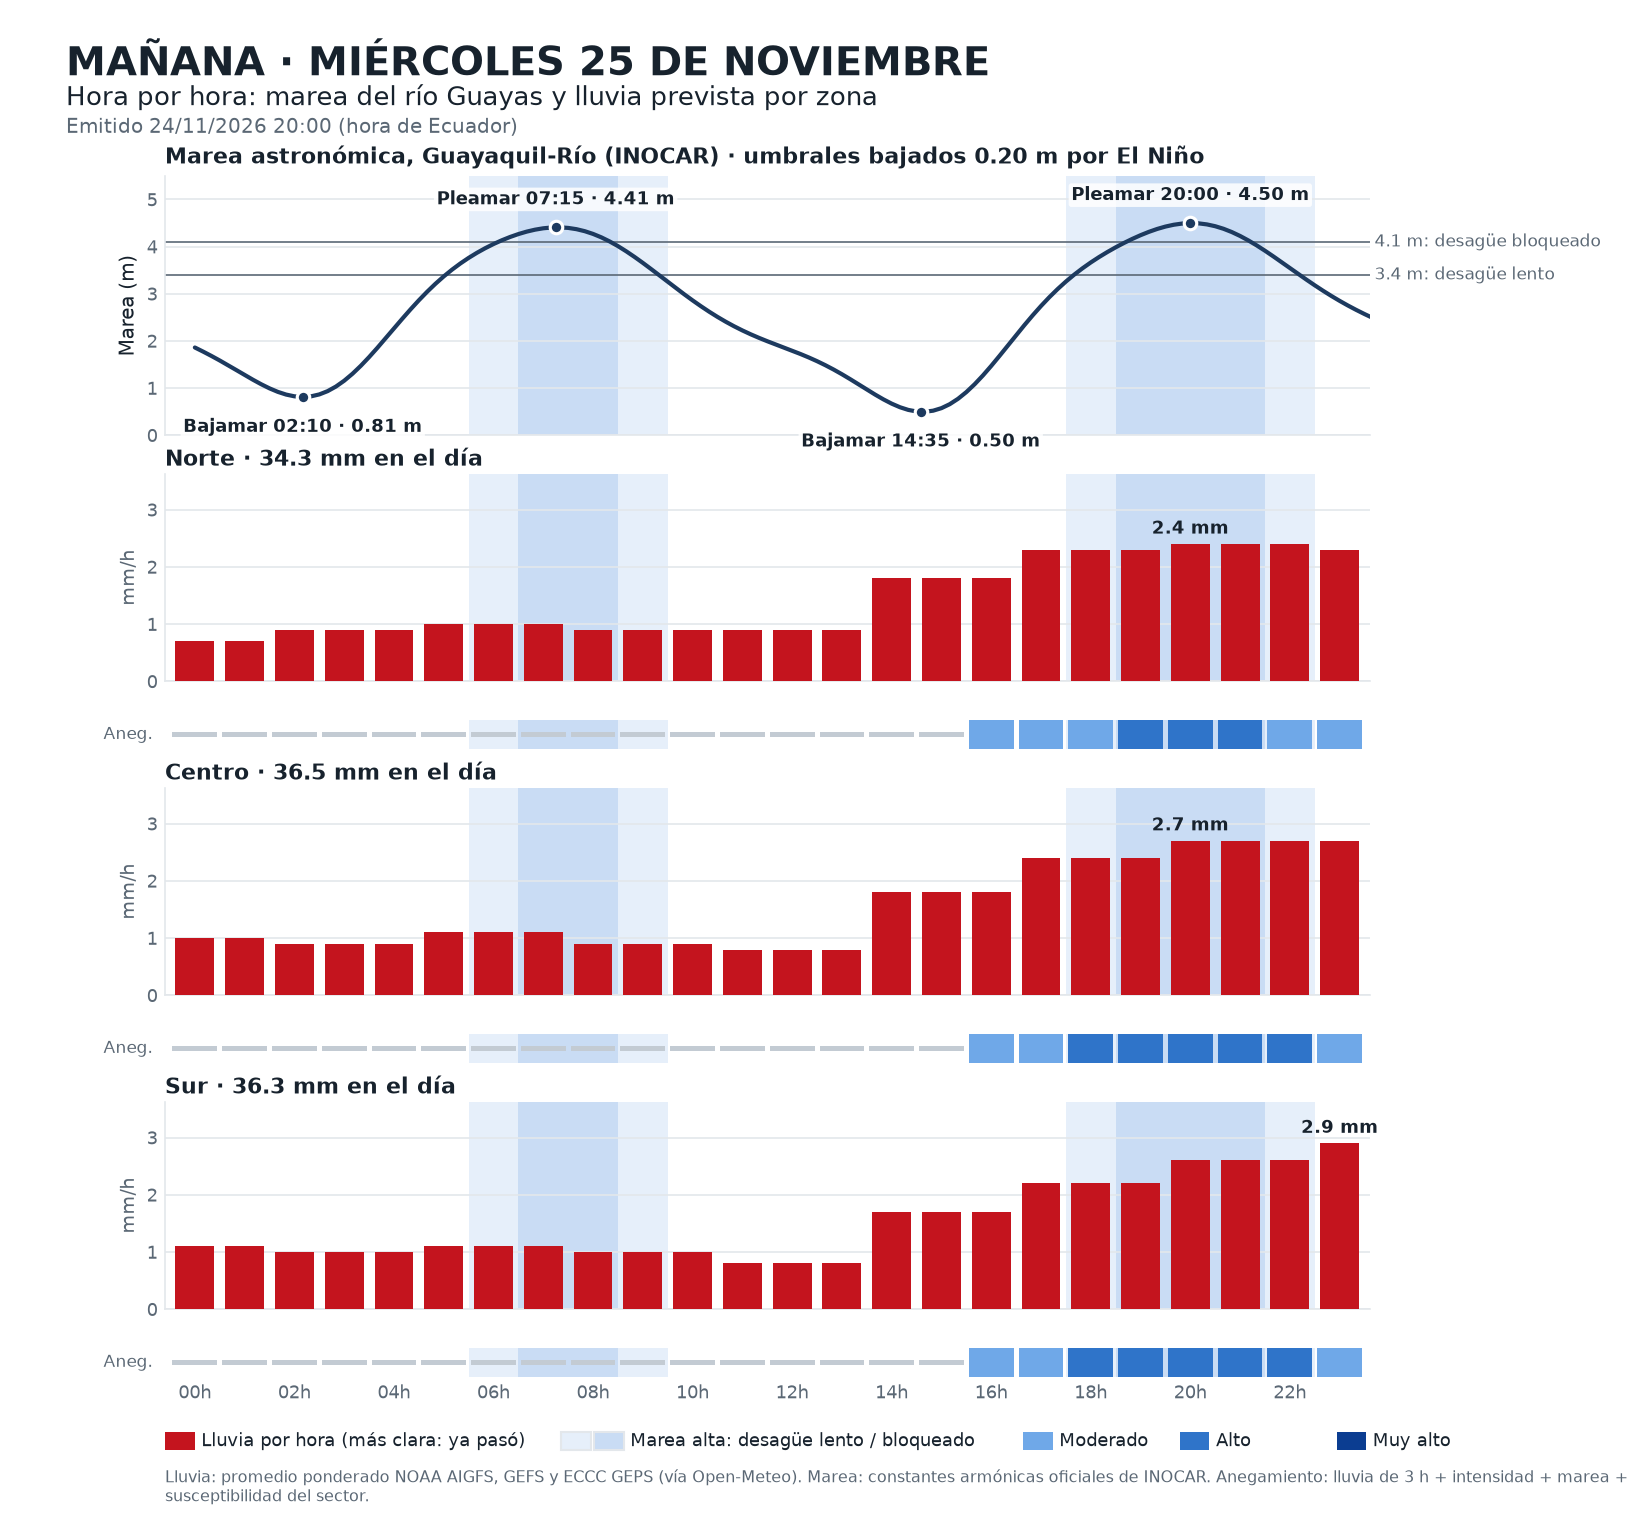 MAÑANA · MIÉRCOLES 25 DE NOVIEMBRE
Hora por hora: marea del río Guayas y lluvia prevista por zona
Emitido 24/11/2026 20:00 (hora de Ecuador)
Marea astronómica, Guayaquil-Río (INOCAR) · umbrales bajados 0.20 m por El Niño
Marea (m)
5
4
3
2
1
0
Pleamar 07:15 · 4.41 m
Pleamar 20:00 · 4.50 m
4.1 m: desagüe bloqueado
3.4 m: desagüe lento
Bajamar 02:10 · 0.81 m
Bajamar 14:35 · 0.50 m
Norte · 34.3 mm en el día
mm/h
3
2
1
0
2.4 mm
Aneg.
Centro · 36.5 mm en el día
mm/h
3
2
1
0
2.7 mm
Aneg.
Sur · 36.3 mm en el día
mm/h
3
2
1
0
2.9 mm
Aneg.
00h 02h 04h 06h 08h 10h 12h 14h 16h 18h 20h 22h
Lluvia por hora (más clara: ya pasó) Marea alta: desagüe lento / bloqueado Moderado Alto Muy alto
Lluvia: promedio ponderado NOAA AIGFS, GEFS y ECCC GEPS (vía Open-Meteo). Marea: constantes armónicas oficiales de INOCAR. Anegamiento: lluvia de 3 h + intensidad + marea +
susceptibilidad del sector.